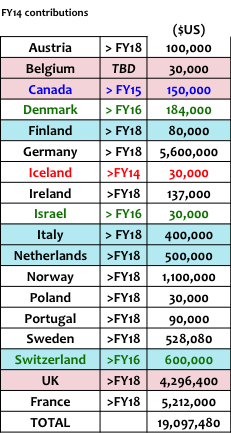 FY14 contributions
($US)
Austria > FY18 100,000
Belgium TBD 30,000
Canada > FY15 150,000
Denmark > FY16 184,000
Finland > FY18 80,000
Germany > FY18 5,600,000
Iceland >FY14 30,000
Ireland >FY18 137,000
Israel > FY16 30,000
Italy > FY18 400,000
Netherlands >FY18 500,000
Norway >FY18 1,100,000
Poland >FY18 30,000
Portugal >FY18 90,000
Sweden >FY18 528,080
Switzerland >FY16 600,000
UK >FY18 4,296,400
France >FY18 5,212,000
TOTAL 19,097,480